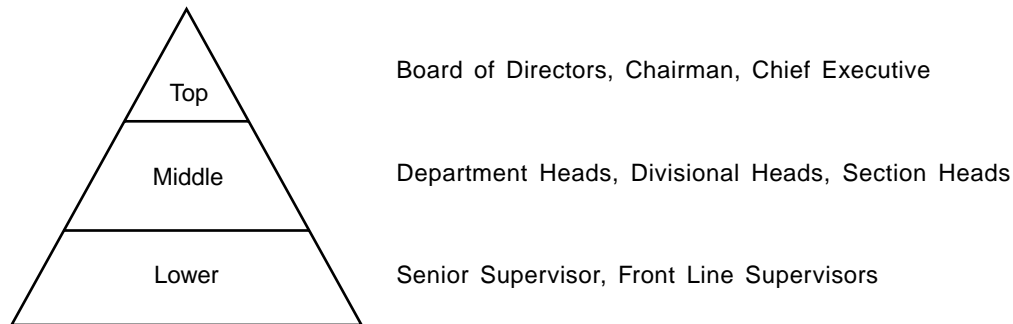 Board of Directors, Chairman, Chief Executive
Top
Middle
Department Heads, Divisional Heads, Section Heads
Lower
Senior Supervisor, Front Line Supervisors